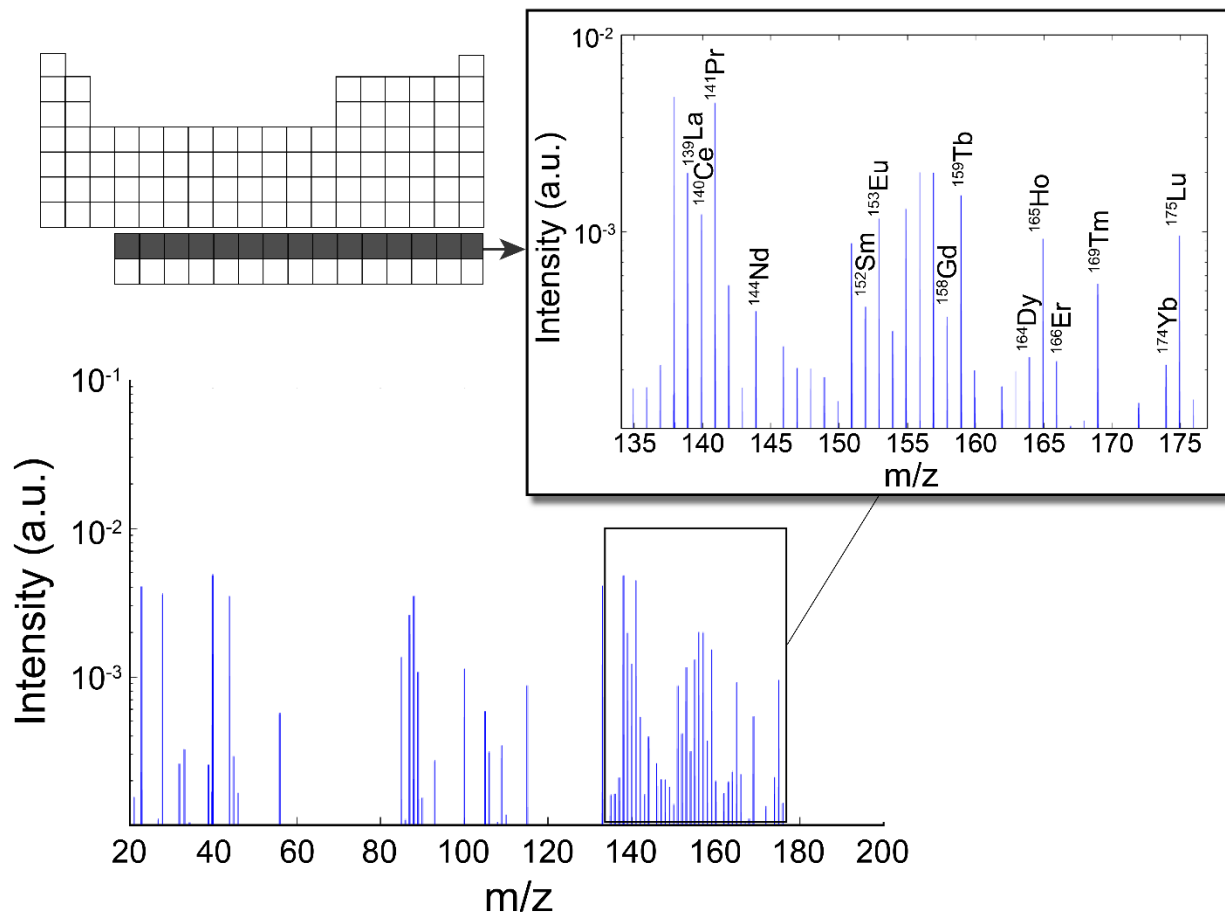 10⁻²
10⁻³
Intensity (a.u.)
¹³⁹La
¹⁴⁰Ce
¹⁴¹Pr
¹⁴⁴Nd
¹⁵²Sm
¹⁵³Eu
¹⁵⁸Gd
¹⁵⁹Tb
¹⁶⁴Dy
¹⁶⁵Ho
¹⁶⁶Er
¹⁶⁹Tm
¹⁷⁴Yb
¹⁷⁵Lu
135 140 145 150 155 160 165 170 175
m/z
10⁻¹
10⁻²
10⁻³
Intensity (a.u.)
20 40 60 80 100 120 140 160 180 200
m/z